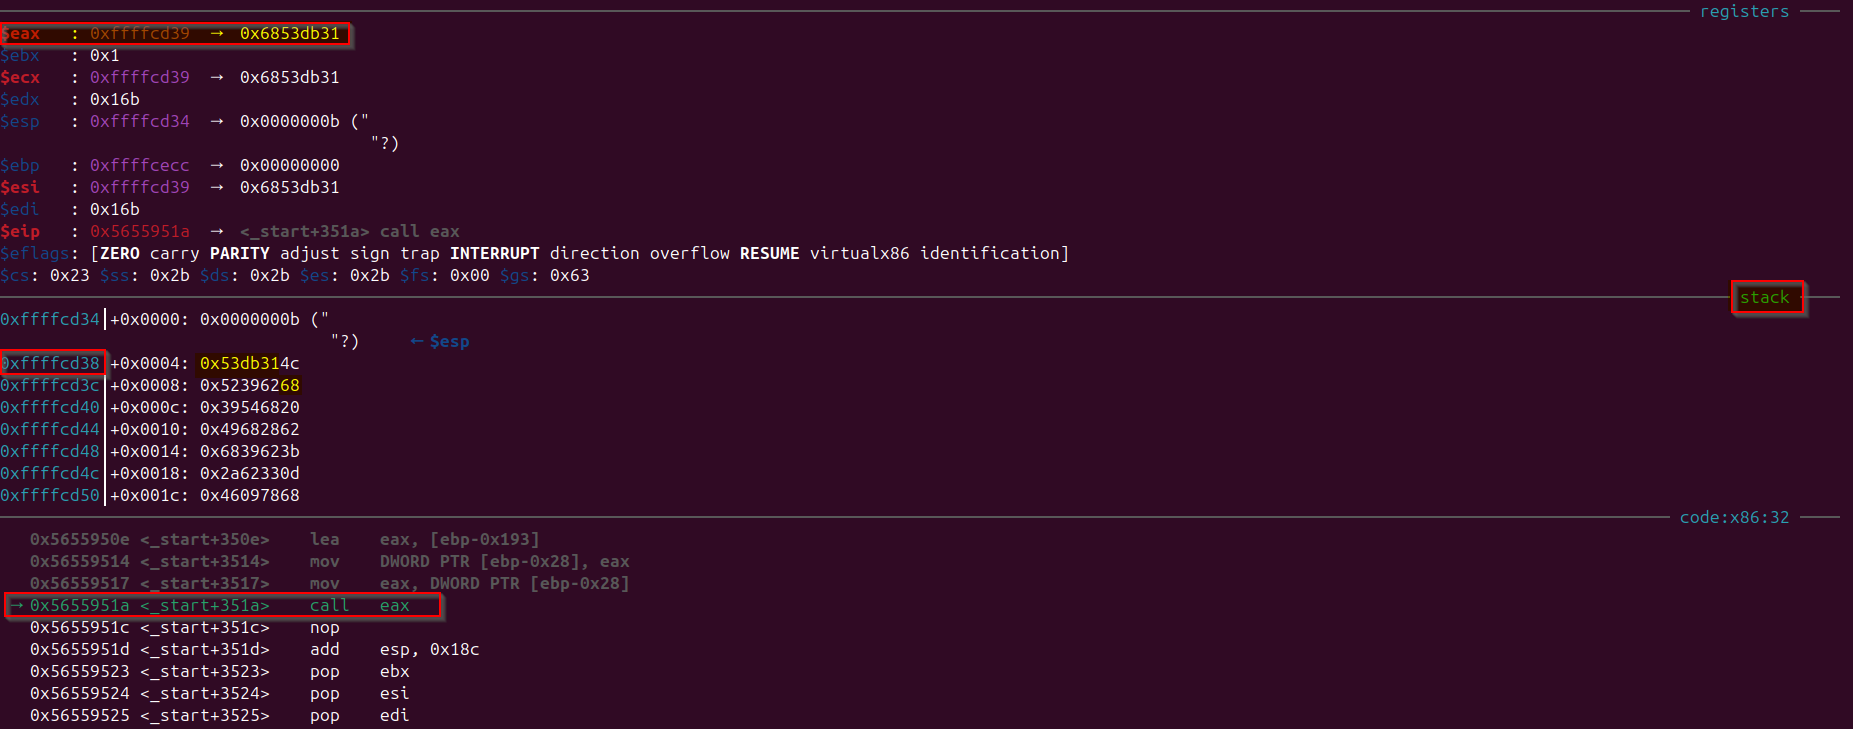 registers
$eax   : 0xffffcd39  →  0x6853db31
$ebx   : 0x1
$ecx   : 0xffffcd39  →  0x6853db31
$edx   : 0x16b
$esp   : 0xffffcd34  →  0x0000000b ("
"?)
$ebp   : 0xffffcecc  →  0x00000000
$esi   : 0xffffcd39  →  0x6853db31
$edi   : 0x16b
$eip   : 0x5655951a  →  <_start+351a> call eax
$eflags: [ZERO carry PARITY adjust sign trap INTERRUPT direction overflow RESUME virtualx86 identification]
$cs: 0x23 $ss: 0x2b $ds: 0x2b $es: 0x2b $fs: 0x00 $gs: 0x63
stack
0xffffcd34│+0x0000: 0x0000000b ("
"?)     ← $esp
0xffffcd38│+0x0004: 0x53db314c
0xffffcd3c│+0x0008: 0x52396268
0xffffcd40│+0x000c: 0x39546820
0xffffcd44│+0x0010: 0x49682862
0xffffcd48│+0x0014: 0x6839623b
0xffffcd4c│+0x0018: 0x2a62330d
0xffffcd50│+0x001c: 0x46097868
code:x86:32
0x5655950e <_start+350e>    lea    eax, [ebp-0x193]
0x56559514 <_start+3514>    mov    DWORD PTR [ebp-0x28], eax
0x56559517 <_start+3517>    mov    eax, DWORD PTR [ebp-0x28]
→ 0x5655951a <_start+351a>    call   eax
0x5655951c <_start+351c>    nop
0x5655951d <_start+351d>    add    esp, 0x18c
0x56559523 <_start+3523>    pop    ebx
0x56559524 <_start+3524>    pop    esi
0x56559525 <_start+3525>    pop    edi